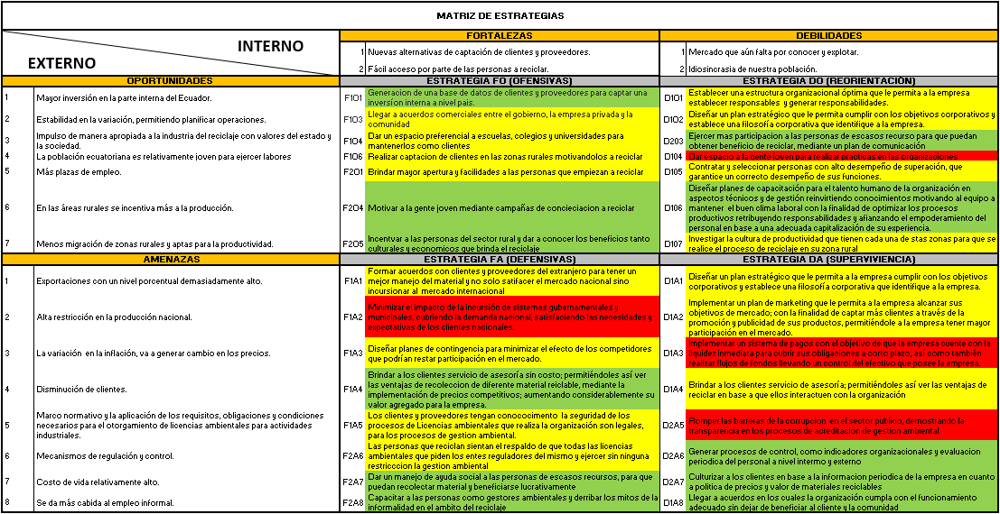 MATRIZ DE ESTRATEGIAS
INTERNO
EXTERNO
FORTALEZAS
DEBILIDADES
1 Nuevas alternativas de captación de clientes y proveedores.
1 Mercado que aún falta por conocer y explotar.
2 Fácil acceso por parte de las personas a reciclar.
2 Idiosincrasia de nuestra población.
OPORTUNIDADES
ESTRATEGIA FO (OFENSIVAS)
ESTRATEGIA DO (REORIENTACIÓN)
1 Mayor inversión en la parte interna del Ecuador.
F1O1 Generacion de una base de datos de clientes y proveedores para captar una
inversión interna a nivel pais.
D1O1 Establecer una estructura organizacional óptima que le permita a la empresa
establecer responsables y generar responsabilidades.
2 Estabilidad en la variación, permitiendo planificar operaciones.
F1O3 Llegar a acuerdos comerciales entre el gobierno, la empresa privada y la
comunidad
D1O2 Diseñar un plan estratégico que le permita cumplir con los objetivos corporativos y
establece una filosofía corporativa que identifique a la empresa.
3 Impulso de manera apropiada a la industria del reciclaje con valores del estado y
la sociedad.
F1O4 Dar un espacio preferencial a escuelas, colegios y universidades para
mantenerlos como clientes
D203 Ejercer mas participacion a las personas de escasos recurso para que puedan
obtener beneficio de reciclar, mediante un plan de comunicación
4 La población ecuatoriana es relativamente joven para ejercer labores
F1O6 Realizar captacion de clientes en las zonas rurales motivandolos a reciclar
D104 Dar espacio a la gente joven para realizar practicas en las organizaciones
5 Más plazas de empleo.
F2O1 Brindar mayor apertura y facilidades a las personas que empiezan a reciclar
D105 Contratar y seleccionar personas con alto desempeño de superación, que
garantice un correcto desempeño de sus funciones.
6 En las áreas rurales se incentiva más a la producción.
F2O4 Motivar a la gente joven mediante campañas de concieciacion a reciclar
D106 Diseñar planes de capacitación para el talento humano de la organización en
aspectos técnicos y de gestión reinvirtiendo conocimientos motivando al equipo a
mantener el buen clima laboral con la finalidad de optimizar los procesos
productivos retribuyendo responsabilidades y afianzando el empoderamiento del
personal en base a una adecuada capitalización de su experiencia.
7 Menos migración de zonas rurales y aptas para la productividad.
F2O5 Incentvar a las personas del sector rural y dar a conocer los beneficios tanto
culturales y economicos que brinda el reciclaje
D107 Investigar la cultura de productividad que tienen cada una de stas zonas para que se
realice el proceso de reciclaje en su zona rural
AMENAZAS
ESTRATEGIA FA (DEFENSIVAS)
ESTRATEGIA DA (SUPERVIVIENCIA)
1 Exportaciones con un nivel porcentual demasiadamente alto.
F1A1 Formar acuerdos con clientes y proveedores del extranjero para tener un
mejor manejo del material y no solo satifacer el mercado nacional sino
incursionar al mercado internacional
D1A1 Diseñar un plan estratégico que le permita a la empresa cumplir con los objetivos
corporativos y establece una filosofía corporativa que identifique a la empresa.
2 Alta restricción en la producción nacional.
F1A2 Minimizar el impacto de la incursión de sistemas gubernamentales y
municipales, cubriendo la demanda nacional, satisfaciendo las necesidades y
expectativas de los clientes nacionales.
D1A2 Implementar un plan de marketing que le permita a la empresa alcanzar sus
objetivos de mercado; con la finalidad de captar más clientes a través de la
promoción y publicidad de sus productos, permitiéndole a la empresa tener mayor
participación en el mercado.
3 La variación en la inflación, va a generar cambio en los precios.
F1A3 Diseñar planes de contingencia para minimizar el efecto de los competidores
que podrían restar participación en el mercado.
D1A3 Implementar un sistema de pagos con el objetivo de que la empresa cuente con la
liquidez inmediata para cubrir sus obligaciones a corto plazo, así como también
realizar flujos de fondos llevando un control del efectivo que posee la empresa.
4 Disminución de clientes.
F1A4 Brindar a los clientes servicio de asesoría sin costo; permitiéndoles así ver
las ventajas de recoleccion de diferente material reiclable, mediante la
implementación de precios competitivos; aumentando considerablemente su
valor agregado para la empresa.
D1A4 Brindar a los clientes servicio de asesoría; permitiéndoles así ver las ventajas de
reciclar en base a que ellos interactuen con la organización
5 Marco normativo y la aplicación de los requisitos, obligaciones y condiciones
necesarios para el otorgamiento de licencias ambientales para actividades
industriales.
F1A5 Los clientes y proveedores tengan conococimento la seguridad de los
procesos de Licencias ambientales que realiza la organización son legales,
para los procesos de gestion ambiental.
D2A5 Romper las barreras de la corrupcion en el sector publico, demostrando la
transparencia en los procesos de acreditacion de gestion ambiental
6 Mecanismos de regulación y control.
F2A6 Las personas que reciclan sientan el respaldo de que todas las licencias
ambientales que piden los entes reguladores del mismo y ejercer sin ninguna
restriccion la gestion ambiental
D2A6 Generar procesos de control, como indicadores organizacionales y evaluacion
periodica del personal a nivel interno y externo
7 Costo de vida relativamente alto.
F2A7 Dar un manejo de ayuda social a las personas de escasos recursos, para que
puedan recolectar material y beneficiarse lucrativamente
D2A7 Culturizar a los clientes en base a la informacion periodica de la empresa en cuanto
a politica de precios y valor de materiales reciclables
8 Se da más cabida al empleo informal.
F2A8 Capacitar a las personas como gestores ambientales y derribar los mitos de la
informalidad en el ambito del reciclaje
D1A8 Llegar a acuerdos en los cuales la organización cumpla con el funcionamiento
adecuado sin dejar de beneficiar al cliente y la comunidad